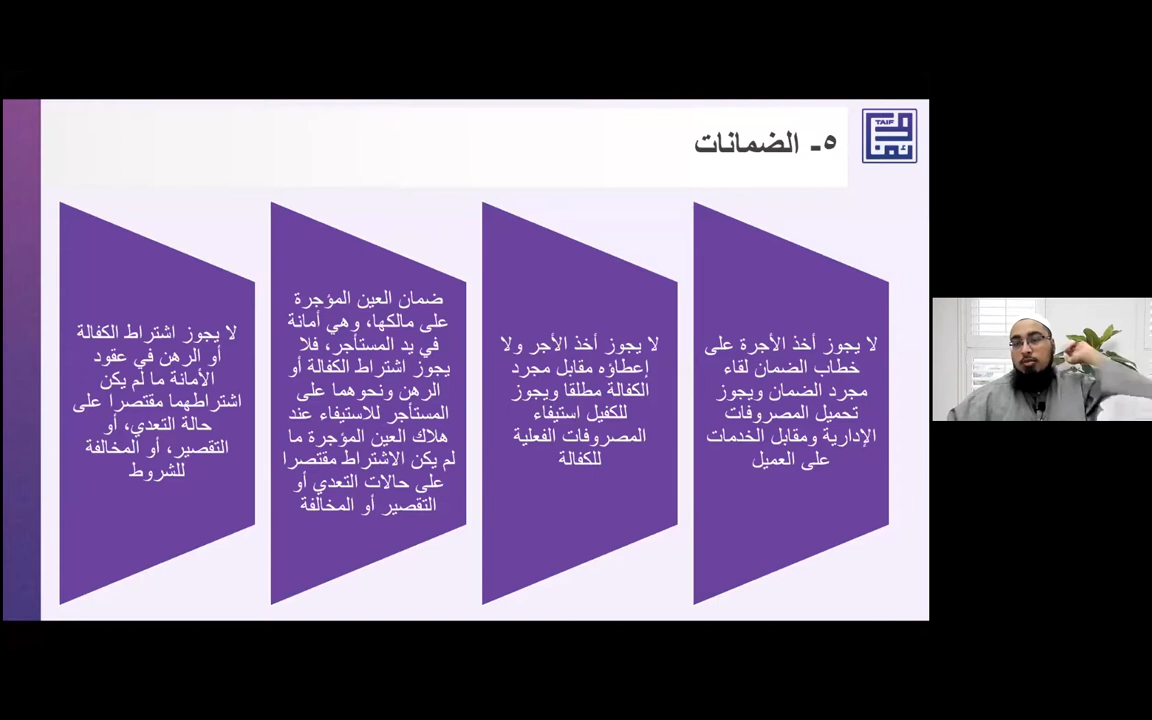 ٥- الضمانات
TAIF
لا يجوز أخذ الأجرة على
خطاب الضمان لقاء
مجرد الضمان ويجوز
تحميل المصروفات
الإدارية ومقابل الخدمات
على العميل
لا يجوز أخذ الأجر ولا
إعطاؤه مقابل مجرد
الكفالة مطلقا ويجوز
للكفيل استيفاء
المصروفات الفعلية
للكفالة
ضمان العين المؤجرة
على مالكها، وهي أمانة
في يد المستأجر، فلا
يجوز اشتراط الكفالة أو
الرهن ونحوهما على
المستأجر للاستيفاء عند
هلاك العين المؤجرة ما
لم يكن الاشتراط مقتصرا
على حالات التعدي أو
التقصير أو المخالفة
لا يجوز اشتراط الكفالة
أو الرهن في عقود
الأمانة ما لم يكن
اشتراطهما مقتصرا على
حالة التعدي، أو
التقصير، أو المخالفة
للشروط